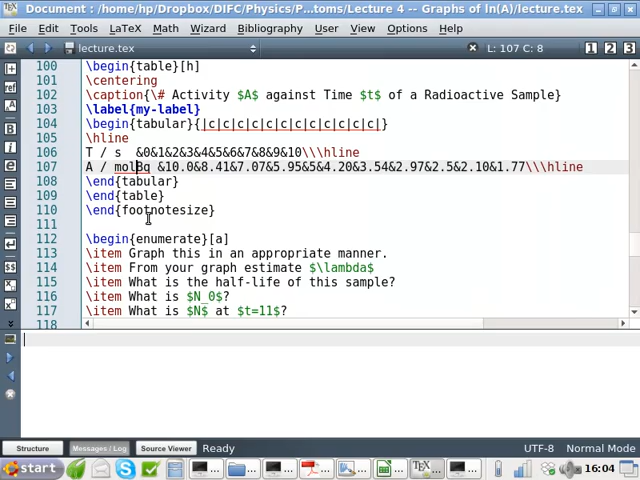 Document : /home/hp/Dropbox/DIFC/Physics/P...toms/Lecture 4 -- Graphs of ln(A)/lecture.tex
File Edit Tools LaTeX Math Wizard Bibliography User View Options Help
lecture.tex L: 107 C: 8 1 2 3
100 \begin{table}[h]
101 \centering
102 \caption{\# Activity $A$ against Time $t$ of a Radioactive Sample}
103 \label{my-label}
104 \begin{tabular}{|c|c|c|c|c|c|c|c|c|c|c|c|}
105 \hline
106 T / s &0&1&2&3&4&5&6&7&8&9&10\\\hline
107 A / molBq &10.0&8.41&7.07&5.95&5&4.20&3.54&2.97&2.5&2.10&1.77\\\hline
108 \end{tabular}
109 \end{table}
110 \end{footnotesize}
111
112 \begin{enumerate}[a]
113 \item Graph this in an appropriate manner.
114 \item From your graph estimate $\lambda$
115 \item What is the half-life of this sample?
116 \item What is $N_0$?
117 \item What is $N$ at $t=11$?
118
Structure Messages / Log Source Viewer Ready UTF-8 Normal Mode
start 16:04